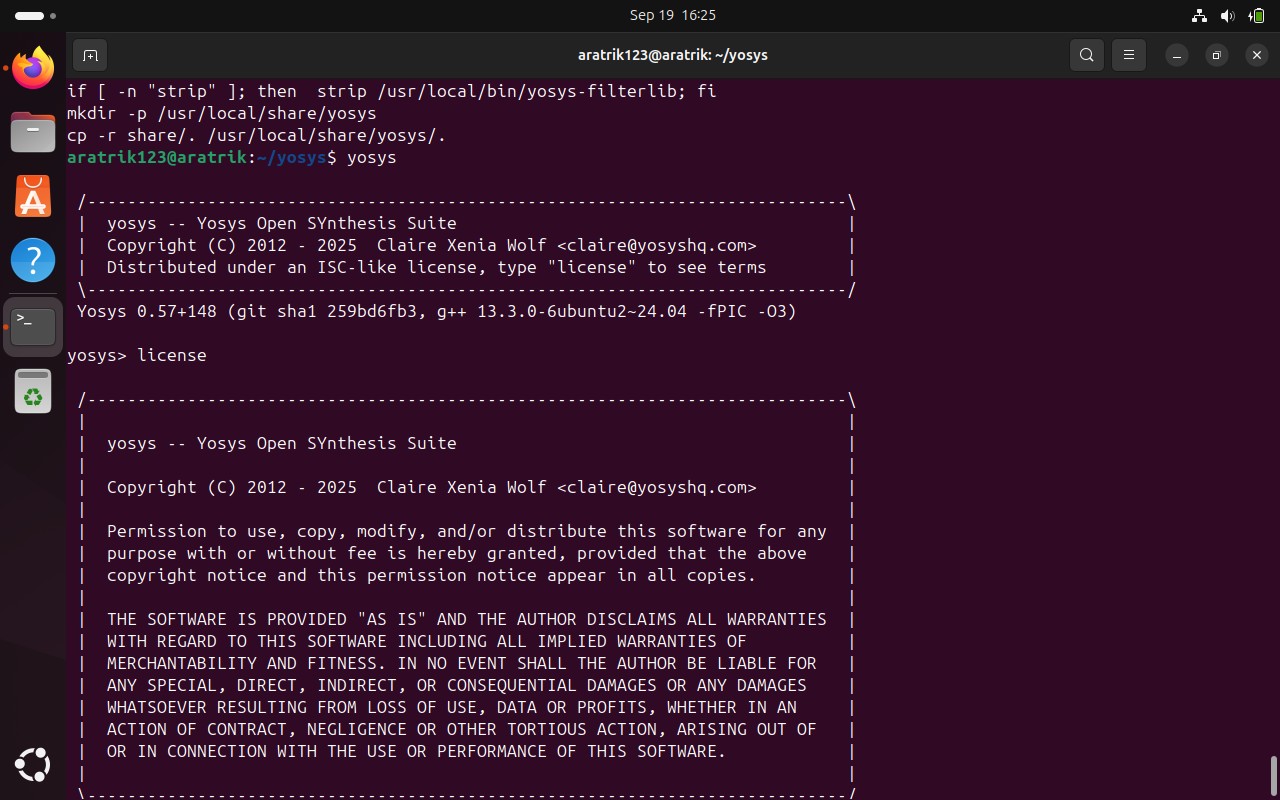 Sep 19  16:25
aratrik123@aratrik: ~/yosys
if [ -n "strip" ]; then  strip /usr/local/bin/yosys-filterlib; fi
mkdir -p /usr/local/share/yosys
cp -r share/. /usr/local/share/yosys/.
aratrik123@aratrik:~/yosys$ yosys
/----------------------------------------------------------------------------\
|  yosys -- Yosys Open SYnthesis Suite                                       |
|  Copyright (C) 2012 - 2025  Claire Xenia Wolf <claire@yosyshq.com>         |
|  Distributed under an ISC-like license, type "license" to see terms        |
\----------------------------------------------------------------------------/
Yosys 0.57+148 (git sha1 259bd6fb3, g++ 13.3.0-6ubuntu2~24.04 -fPIC -O3)
yosys> license
/----------------------------------------------------------------------------\
|                                                                            |
|  yosys -- Yosys Open SYnthesis Suite                                       |
|                                                                            |
|  Copyright (C) 2012 - 2025  Claire Xenia Wolf <claire@yosyshq.com>         |
|                                                                            |
|  Permission to use, copy, modify, and/or distribute this software for any  |
|  purpose with or without fee is hereby granted, provided that the above    |
|  copyright notice and this permission notice appear in all copies.         |
|                                                                            |
|  THE SOFTWARE IS PROVIDED "AS IS" AND THE AUTHOR DISCLAIMS ALL WARRANTIES  |
|  WITH REGARD TO THIS SOFTWARE INCLUDING ALL IMPLIED WARRANTIES OF          |
|  MERCHANTABILITY AND FITNESS. IN NO EVENT SHALL THE AUTHOR BE LIABLE FOR   |
|  ANY SPECIAL, DIRECT, INDIRECT, OR CONSEQUENTIAL DAMAGES OR ANY DAMAGES    |
|  WHATSOEVER RESULTING FROM LOSS OF USE, DATA OR PROFITS, WHETHER IN AN     |
|  ACTION OF CONTRACT, NEGLIGENCE OR OTHER TORTIOUS ACTION, ARISING OUT OF   |
|  OR IN CONNECTION WITH THE USE OR PERFORMANCE OF THIS SOFTWARE.            |
|                                                                            |
\----------------------------------------------------------------------------/